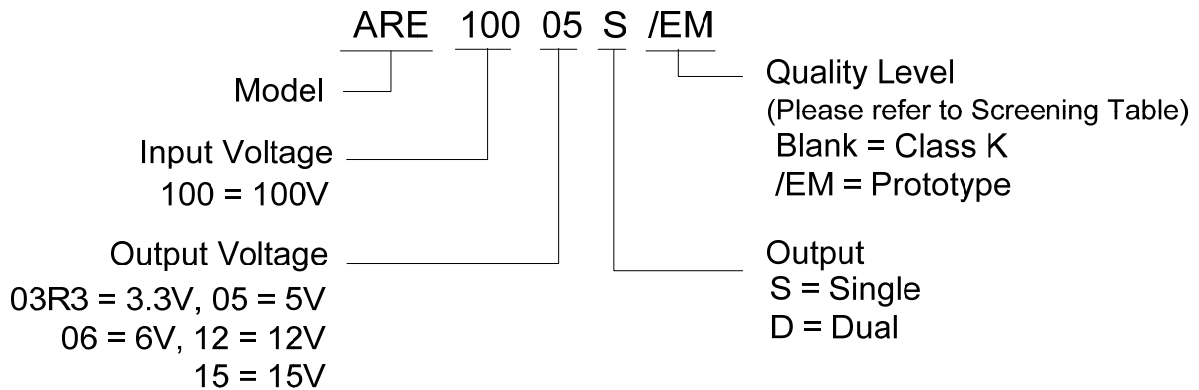 ARE 100 05 S /EM
Model
Input Voltage
100 = 100V
Output Voltage
03R3 = 3.3V, 05 = 5V
06 = 6V, 12 = 12V
15 = 15V
Quality Level
(Please refer to Screening Table)
Blank = Class K
/EM = Prototype
Output
S = Single
D = Dual